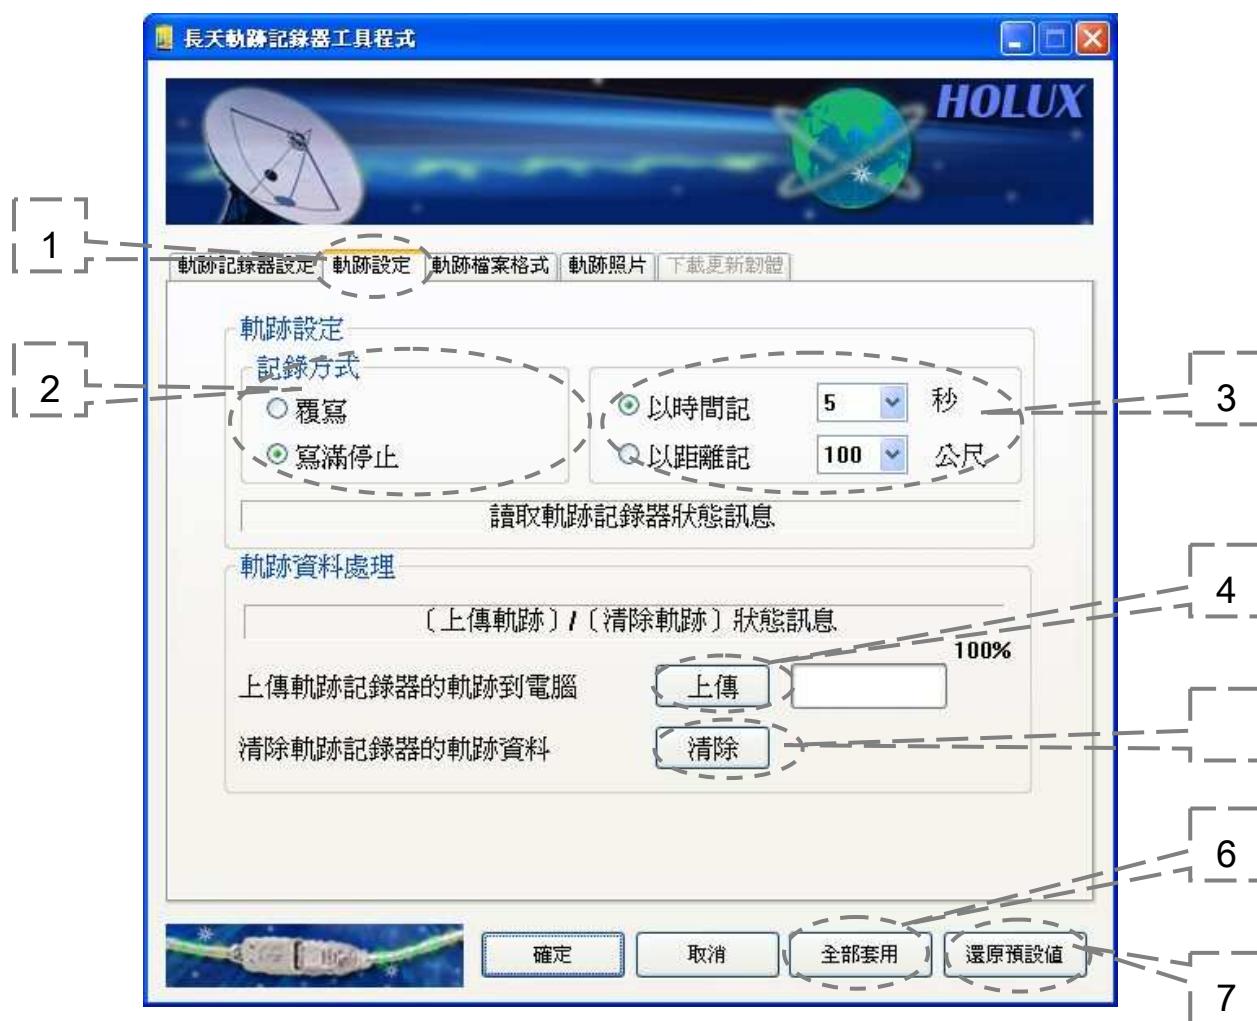 長天軌跡記錄器工具程式
HOLUX
1
軌跡記錄器設定 軌跡設定 軌跡檔案格式 軌跡照片 下載更新韌體
軌跡設定
記錄方式
2
覆寫
寫滿停止
以時間記 5 秒
以距離記 100 公尺
3
讀取軌跡記錄器狀態訊息
軌跡資料處理
〔上傳軌跡〕/〔清除軌跡〕狀態訊息
4
100%
上傳軌跡記錄器的軌跡到電腦 上傳
清除軌跡記錄器的軌跡資料 清除
6
確定 取消 全部套用 還原預設值
7